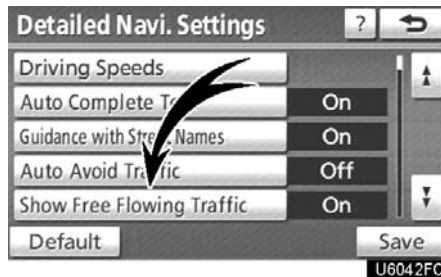 Detailed Navi. Settings ?
Driving Speeds
Auto Complete On
Guidance with Names On
Auto Avoid Traffic Off
Show Free Flowing Traffic On
Default Save
U6042FC